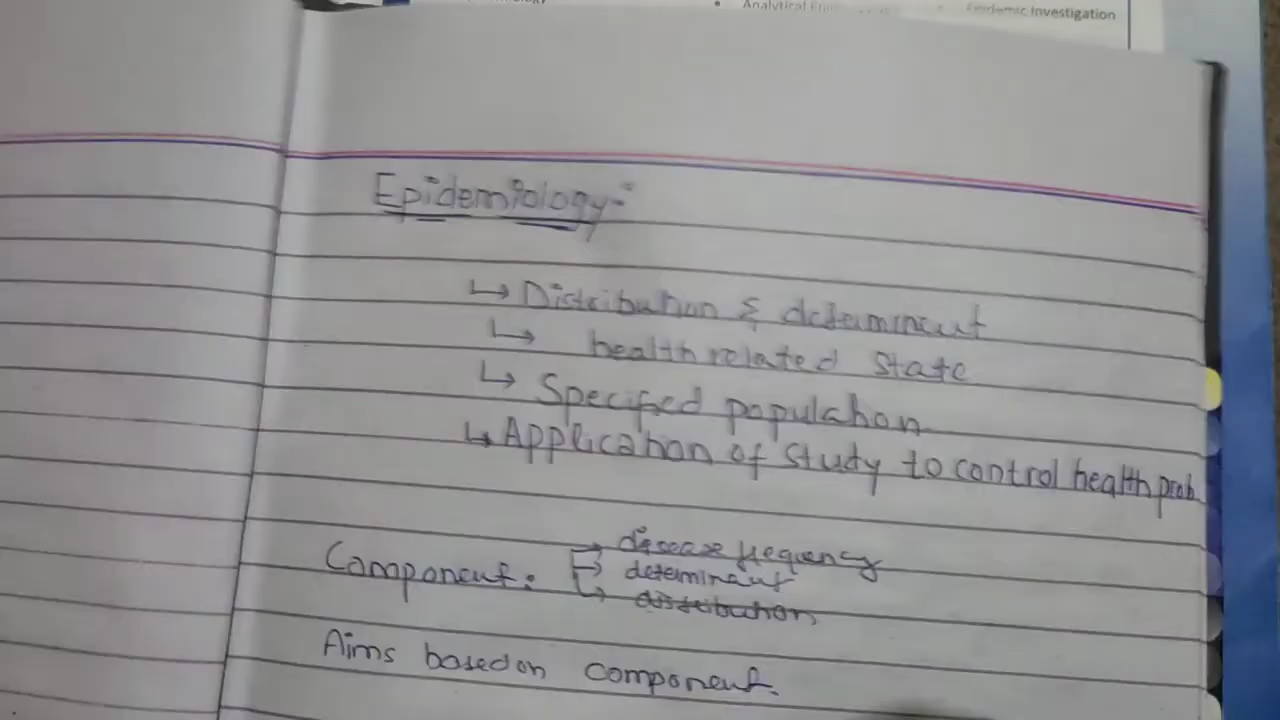 Analytical
Epidemic Investigation
Epidemiology:-
↳ Distribution & determinent
↳ health related state
↳ Specified population
↳ Application of study to control health prob.
Component: → disease frequency
→ determinant
→ distribution
Aims based on component.